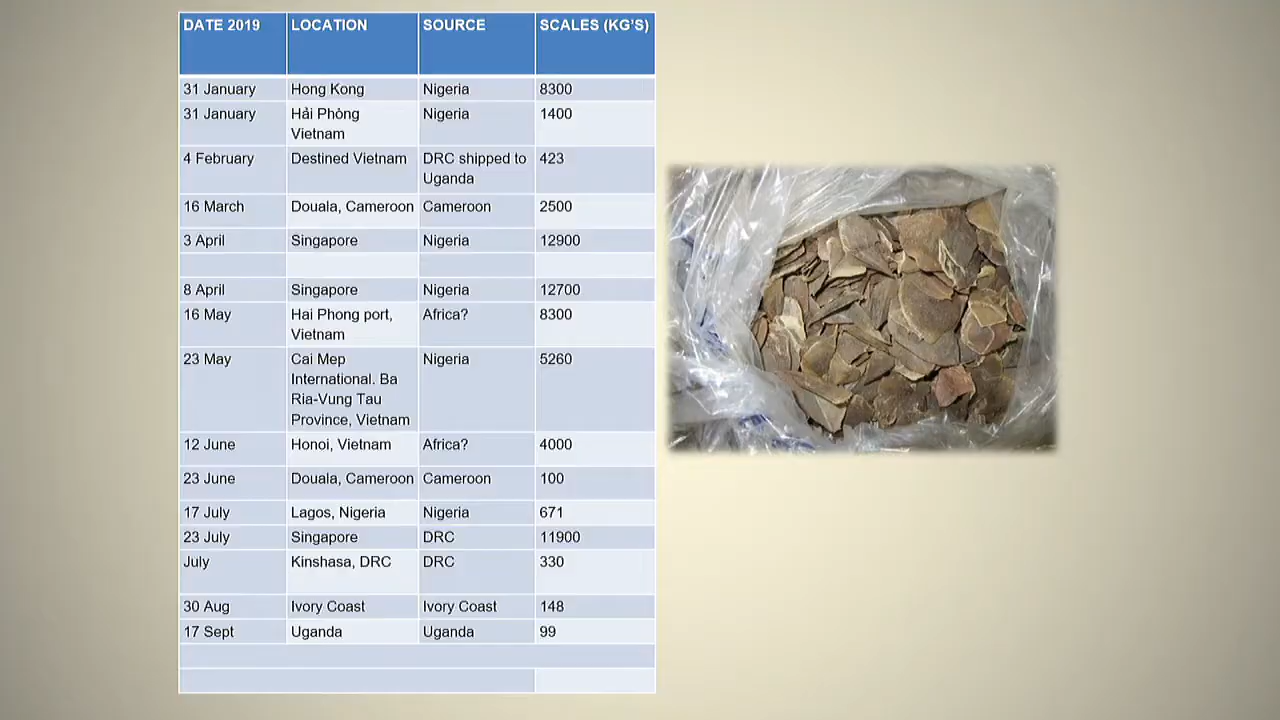 DATE 2019 LOCATION SOURCE SCALES (KG'S)
31 January Hong Kong Nigeria 8300
31 January Hải Phòng Nigeria 1400
Vietnam
4 February Destined Vietnam DRC shipped to 423
Uganda
16 March Douala, Cameroon Cameroon 2500
3 April Singapore Nigeria 12900
8 April Singapore Nigeria 12700
16 May Hai Phong port, Africa? 8300
Vietnam
23 May Cai Mep Nigeria 5260
International. Ba
Ria-Vung Tau
Province, Vietnam
12 June Honoi, Vietnam Africa? 4000
23 June Douala, Cameroon Cameroon 100
17 July Lagos, Nigeria Nigeria 671
23 July Singapore DRC 11900
July Kinshasa, DRC DRC 330
30 Aug Ivory Coast Ivory Coast 148
17 Sept Uganda Uganda 99